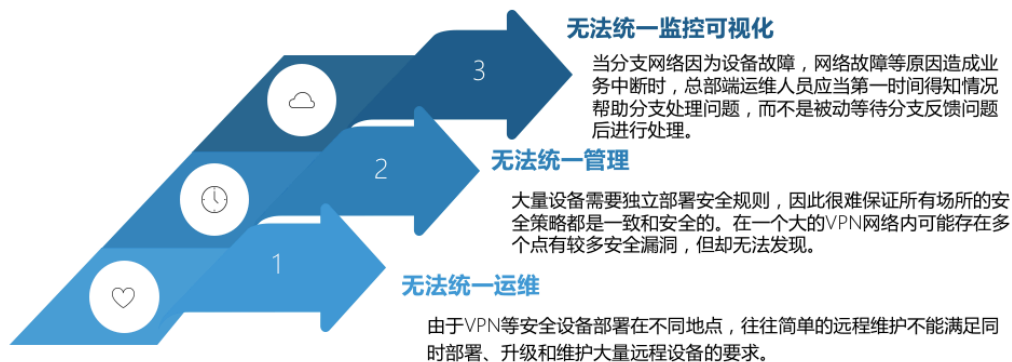 3
无法统一监控可视化
当分支网络因为设备故障，网络故障等原因造成业
务中断时，总部端运维人员应当第一时间得知情况
帮助分支处理问题，而不是被动等待分支反馈问题
后进行处理。
2
无法统一管理
大量设备需要独立部署安全规则，因此很难保证所有场所的安
全策略都是一致和安全的。在一个大的VPN网络内可能存在多
个点有较多安全漏洞，但却无法发现。
1
无法统一运维
由于VPN等安全设备部署在不同地点，往往简单的远程维护不能满足同
时部署、升级和维护大量远程设备的要求。